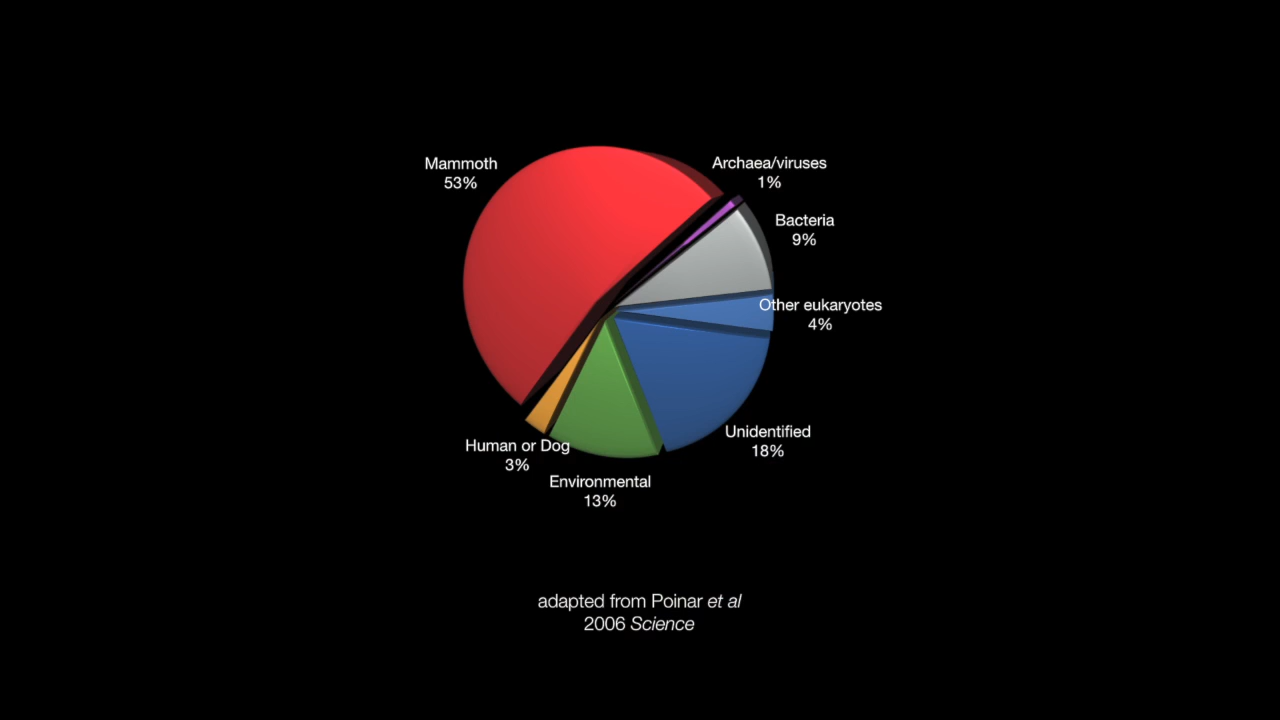 Mammoth
53%
Archaea/viruses
1%
Bacteria
9%
Other eukaryotes
4%
Unidentified
18%
Human or Dog
3%
Environmental
13%
adapted from Poinar et al
2006 Science